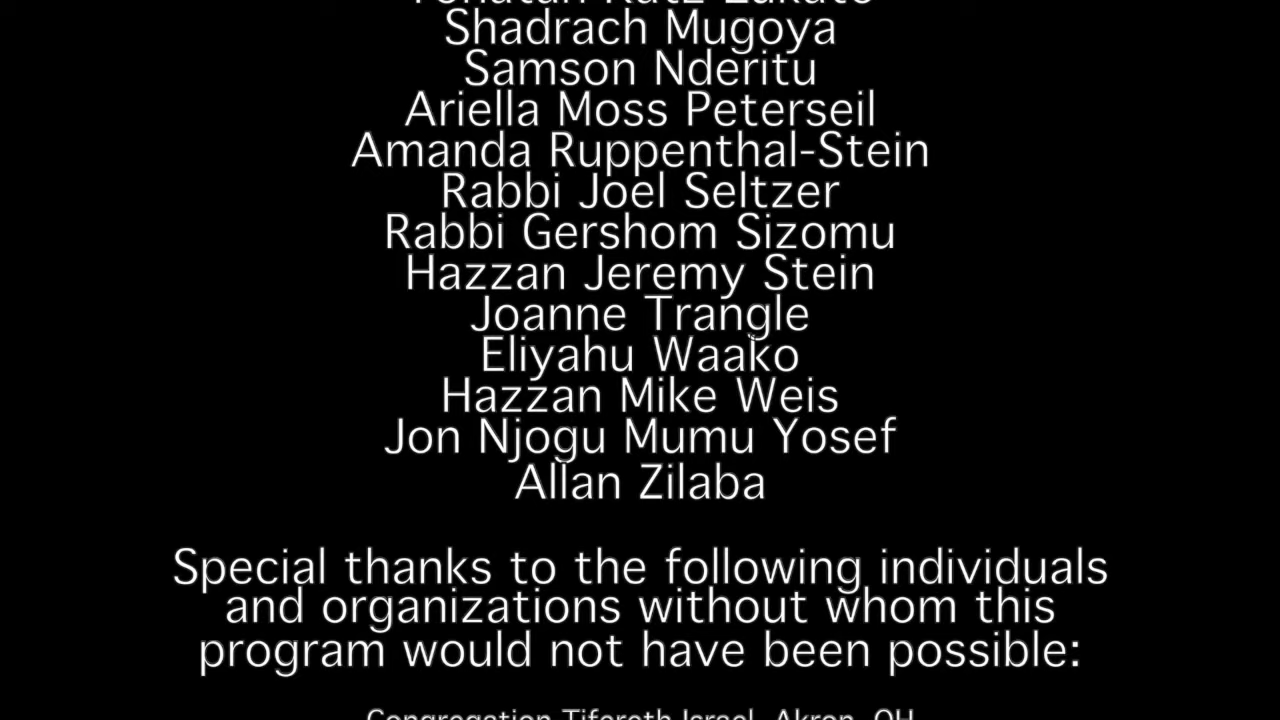 Shadrach Mugoya
Samson Nderitu
Ariella Moss Peterseil
Amanda Ruppenthal-Stein
Rabbi Joel Seltzer
Rabbi Gershom Sizomu
Hazzan Jeremy Stein
Joanne Trangle
Eliyahu Waako
Hazzan Mike Weis
Jon Njogu Mumu Yosef
Allan Zilaba
Special thanks to the following individuals
and organizations without whom this
program would not have been possible:
Congregation Tifereth Israel, Akron, OH